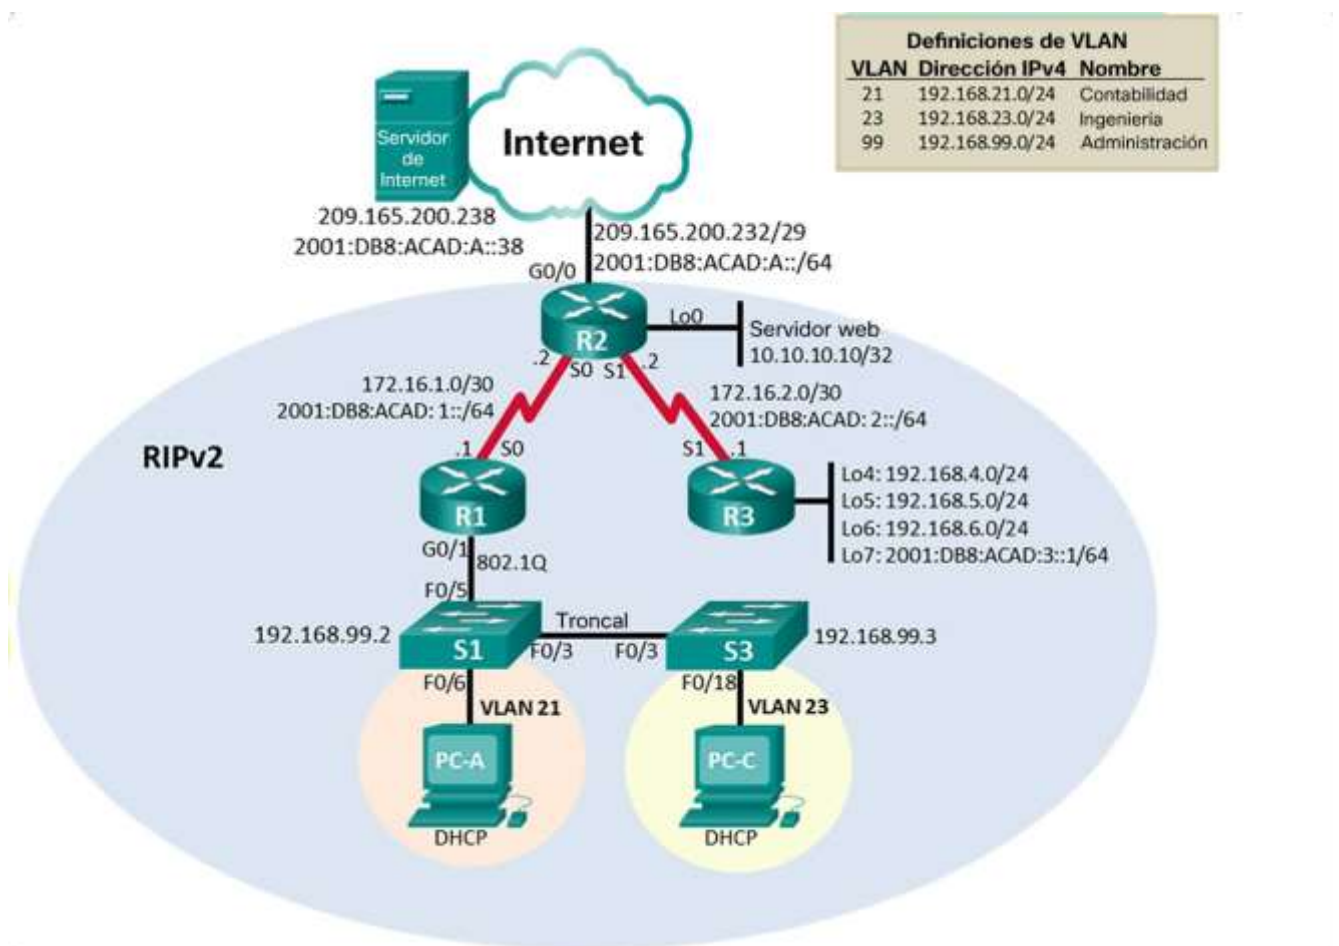 Definiciones de VLAN
VLAN Dirección IPv4 Nombre
21 192.168.21.0/24 Contabilidad
23 192.168.23.0/24 Ingenieria
99 192.168.99.0/24 Administración
Servidor
de
Internet
Internet
209.165.200.238
2001:DB8:ACAD:A::38
209.165.200.232/29
2001:DB8:ACAD:A::/64
G0/0
R2
Lo0
Servidor web
10.10.10.10/32
.2
S0
S1
.2
172.16.1.0/30
2001:DB8:ACAD: 1::/64
172.16.2.0/30
2001:DB8:ACAD: 2::/64
RIPv2
.1
S0
S1
.1
R1
R3
Lo4: 192.168.4.0/24
Lo5: 192.168.5.0/24
Lo6: 192.168.6.0/24
Lo7: 2001:DB8:ACAD:3::1/64
G0/1
802.1Q
F0/5
192.168.99.2
S1
Troncal
F0/3
F0/3
S3
192.168.99.3
F0/6
VLAN 21
F0/18
VLAN 23
PC-A
PC-C
DHCP
DHCP